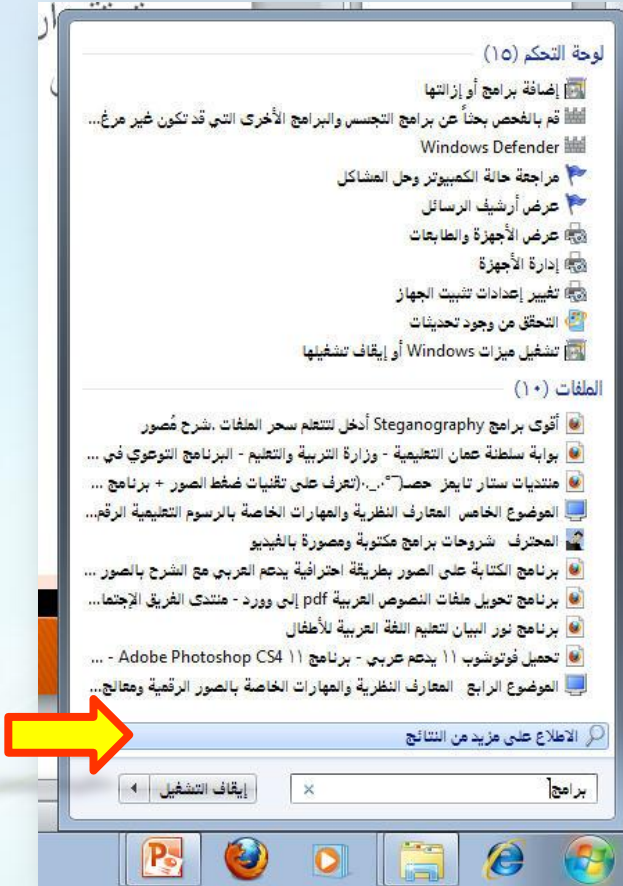 لوحة التحكم (١٥)
إضافة برامج أو إزالتها
قم بالفحص بحثاً عن برامج التجسس والبرامج الأخرى التي قد تكون غير مرغ...
Windows Defender
مراجعة حالة الكمبيوتر وحل المشاكل
عرض أرشيف الرسائل
عرض الأجهزة والطابعات
إدارة الأجهزة
تغيير إعدادات تثبيت الجهاز
التحقق من وجود تحديثات
تشغيل ميزات Windows أو إيقاف تشغيلها
الملفات (١٠)
أقوى برامج Steganography أدخل لتتعلم سحر الملفات .شرح مُصور
بوابة سلطنة عمان التعليمية - وزارة التربية والتعليم - البرنامج التوعوي في ...
منتديات ستار تايمز حصـ(¯°·._.·(تعرف على تقنيات ضغط الصور + برنامج ...
الموضوع الخامس المعارف النظرية والمهارات الخاصة بالرسوم التعليمية الرقم...
المحترف شروحات برامج مكتوبة ومصورة بالفيديو
برنامج الكتابة على الصور بطريقة احترافية يدعم العربي مع الشرح بالصور ...
برنامج تحويل ملفات النصوص العربية pdf إلى وورد - منتدى الفريق الإجتما...
برنامج نور البيان لتعليم اللغة العربية للأطفال
تحميل فوتوشوب ١١ يدعم عربي - برنامج ١١ Adobe Photoshop CS4 - ...
الموضوع الرابع المعارف النظرية والمهارات الخاصة بالصور الرقمية ومعالج...
الاطلاع على مزيد من النتائج
برامج
إيقاف التشغيل